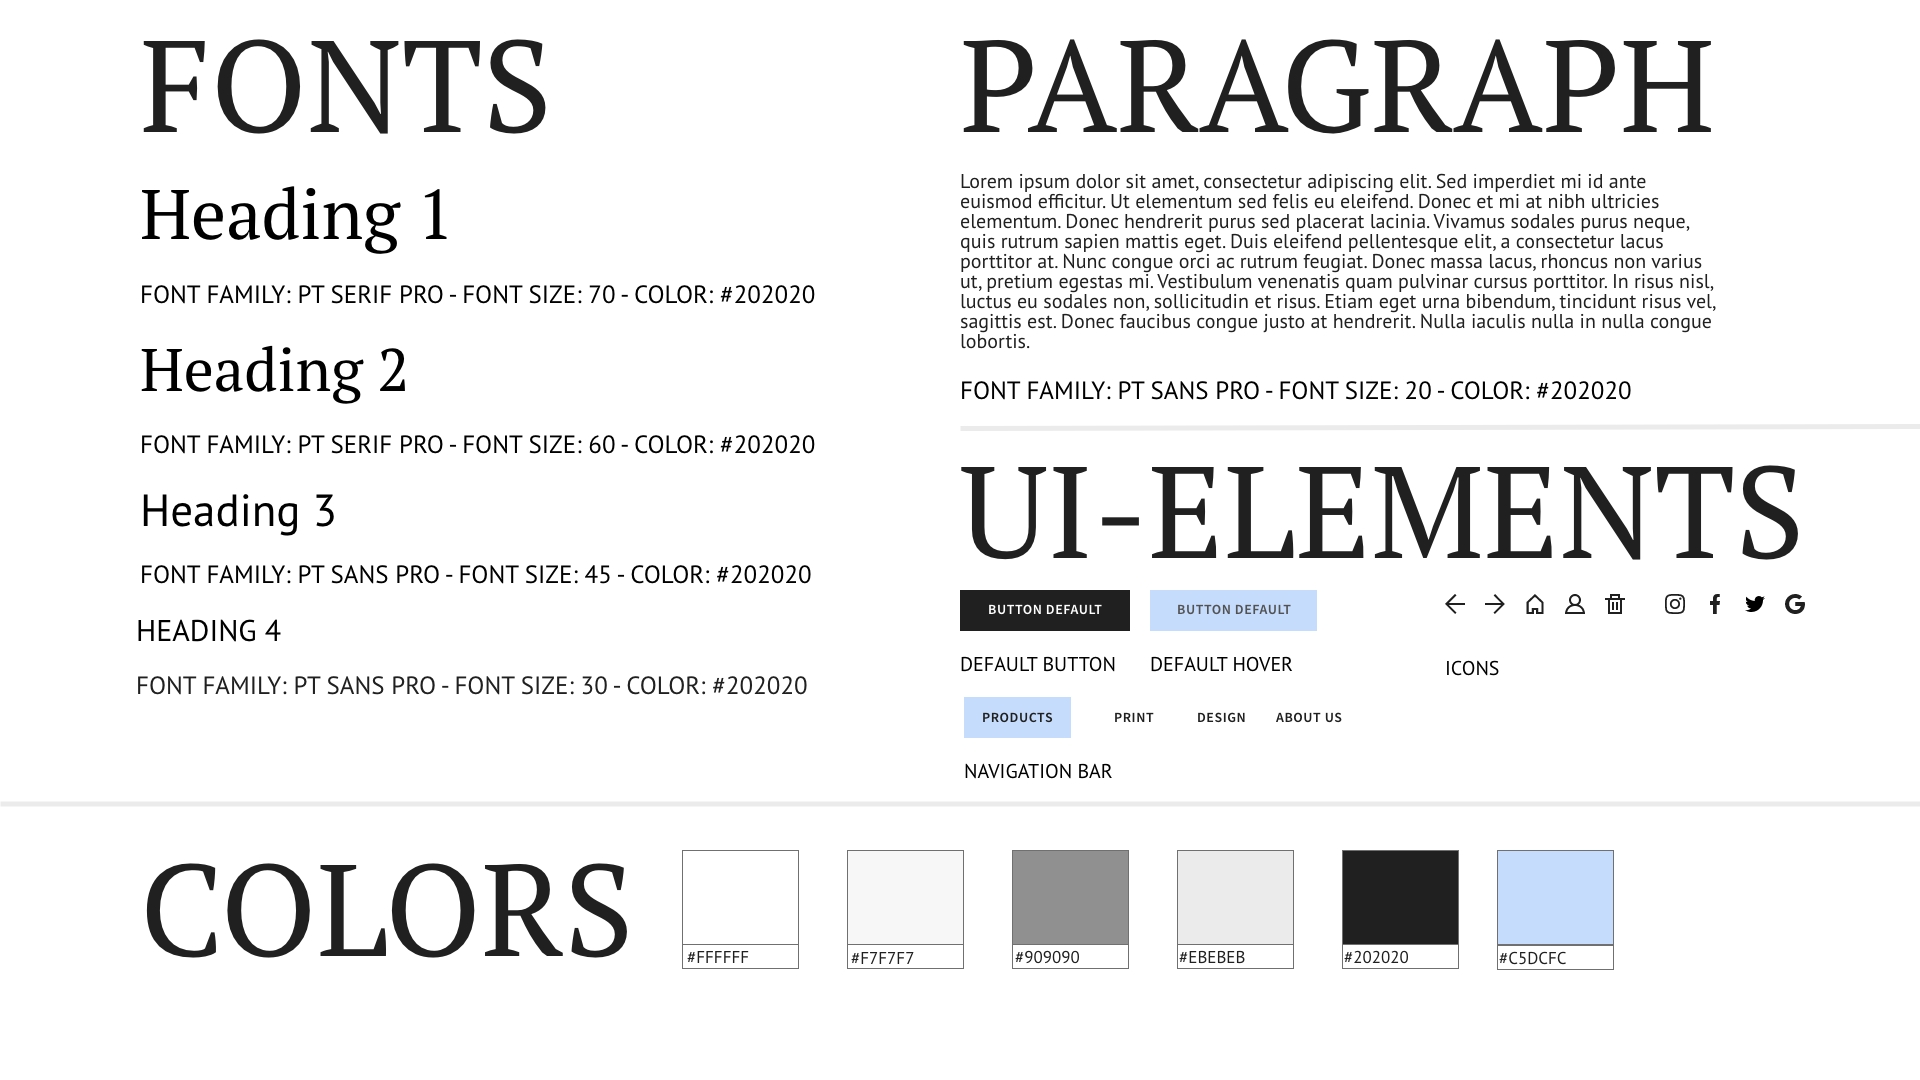 FONTS
Heading 1
FONT FAMILY: PT SERIF PRO - FONT SIZE: 70 - COLOR: #202020
Heading 2
FONT FAMILY: PT SERIF PRO - FONT SIZE: 60 - COLOR: #202020
Heading 3
FONT FAMILY: PT SANS PRO - FONT SIZE: 45 - COLOR: #202020
HEADING 4
FONT FAMILY: PT SANS PRO - FONT SIZE: 30 - COLOR: #202020
PARAGRAPH
Lorem ipsum dolor sit amet, consectetur adipiscing elit. Sed imperdiet mi id ante
euismod efficitur. Ut elementum sed felis eu eleifend. Donec et mi at nibh ultricies
elementum. Donec hendrerit purus sed placerat lacinia. Vivamus sodales purus neque,
quis rutrum sapien mattis eget. Duis eleifend pellentesque elit, a consectetur lacus
porttitor at. Nunc congue orci ac rutrum feugiat. Donec massa lacus, rhoncus non varius
ut, pretium egestas mi. Vestibulum venenatis quam pulvinar cursus porttitor. In risus nisl,
luctus eu sodales non, sollicitudin et risus. Etiam eget urna bibendum, tincidunt risus vel,
sagittis est. Donec faucibus congue justo at hendrerit. Nulla iaculis nulla in nulla congue
lobortis.
FONT FAMILY: PT SANS PRO - FONT SIZE: 20 - COLOR: #202020
UI-ELEMENTS
BUTTON DEFAULT BUTTON DEFAULT
DEFAULT BUTTON DEFAULT HOVER ICONS
PRODUCTS PRINT DESIGN ABOUT US
NAVIGATION BAR
COLORS
#FFFFFF #F7F7F7 #909090 #EBEBEB #202020 #C5DCFC